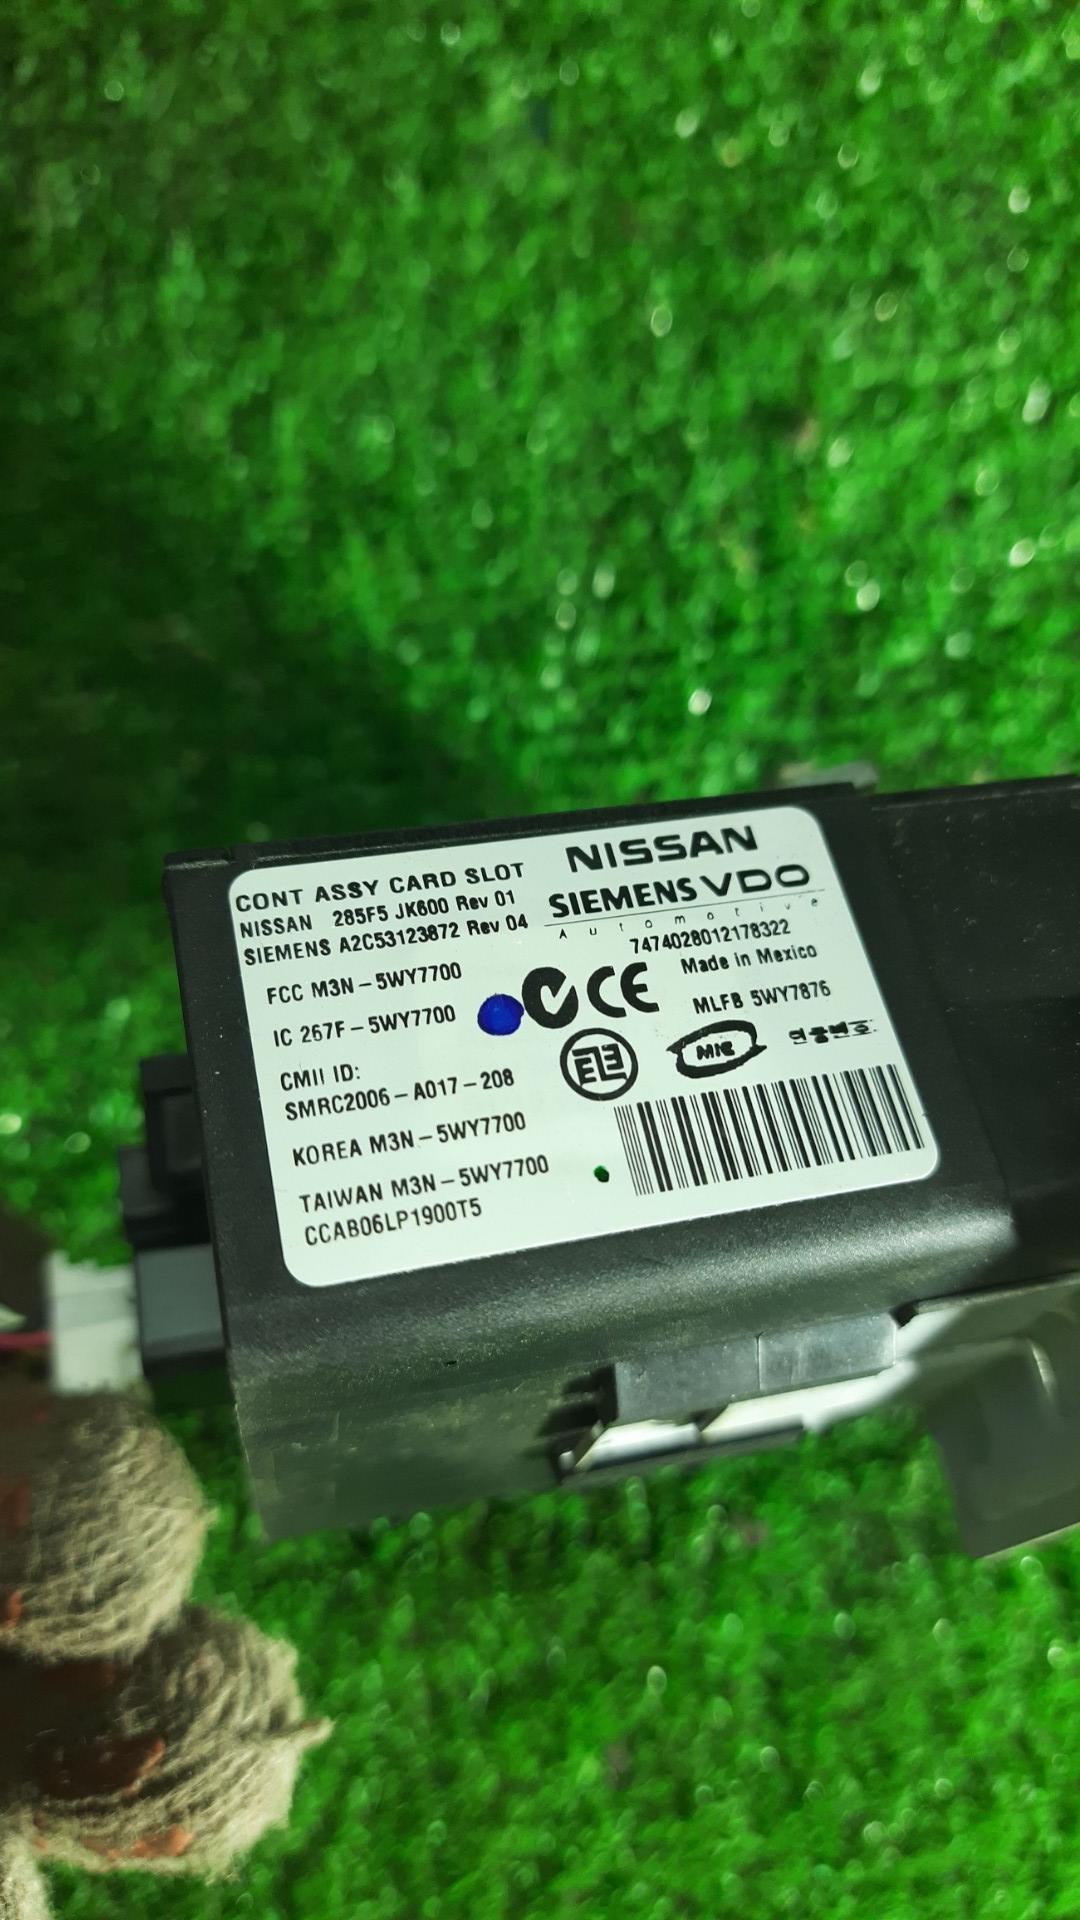 CONT ASSY CARD SLOT
NISSAN 285F5 JK600 Rev 01
SIEMENS A2C53123872 Rev 04
NISSAN
SIEMENS VDO
Automotive
7474028012178322
Made in Mexico
MLFB 5WY7876
FCC M3N-5WY7700
IC 267F-5WY7700
CE
CMII ID:
SMRC2006-A017-208
MIC
KOREA M3N-5WY7700
TAIWAN M3N-5WY7700
CCAB06LP1900T5